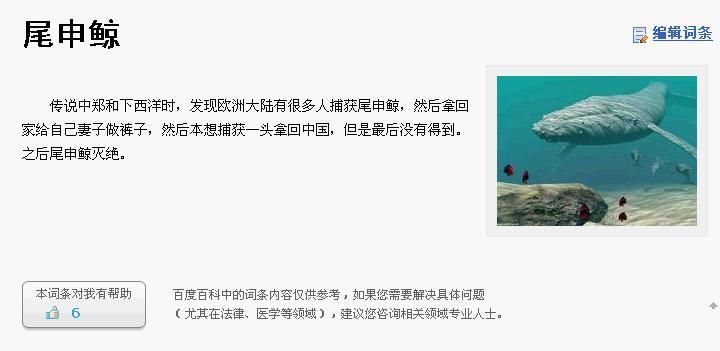 尾申鲸
编辑词条
传说中郑和下西洋时，发现欧洲大陆有很多人捕获尾申鲸，然后拿回
家给自己妻子做裤子，然后本想捕获一头拿回中国，但是最后没有得到。
之后尾申鲸灭绝。
本词条对我有帮助
6
百度百科中的词条内容仅供参考，如果您需要解决具体问题
（尤其在法律、医学等领域），建议您咨询相关领域专业人士。